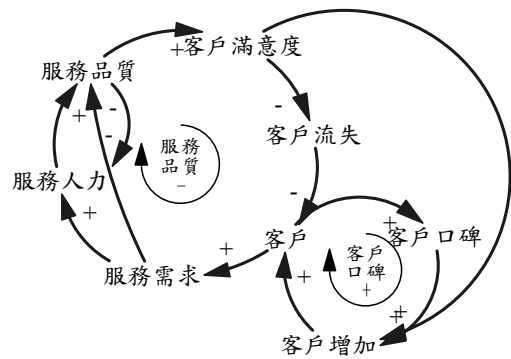 客戶滿意度
+
服務品質
-
+
-
-
客戶流失
服務
品質
-
服務人力
-
+
+
客戶
+
客戶口碑
客戶
口碑
+
服務需求
+
+
+
客戶增加